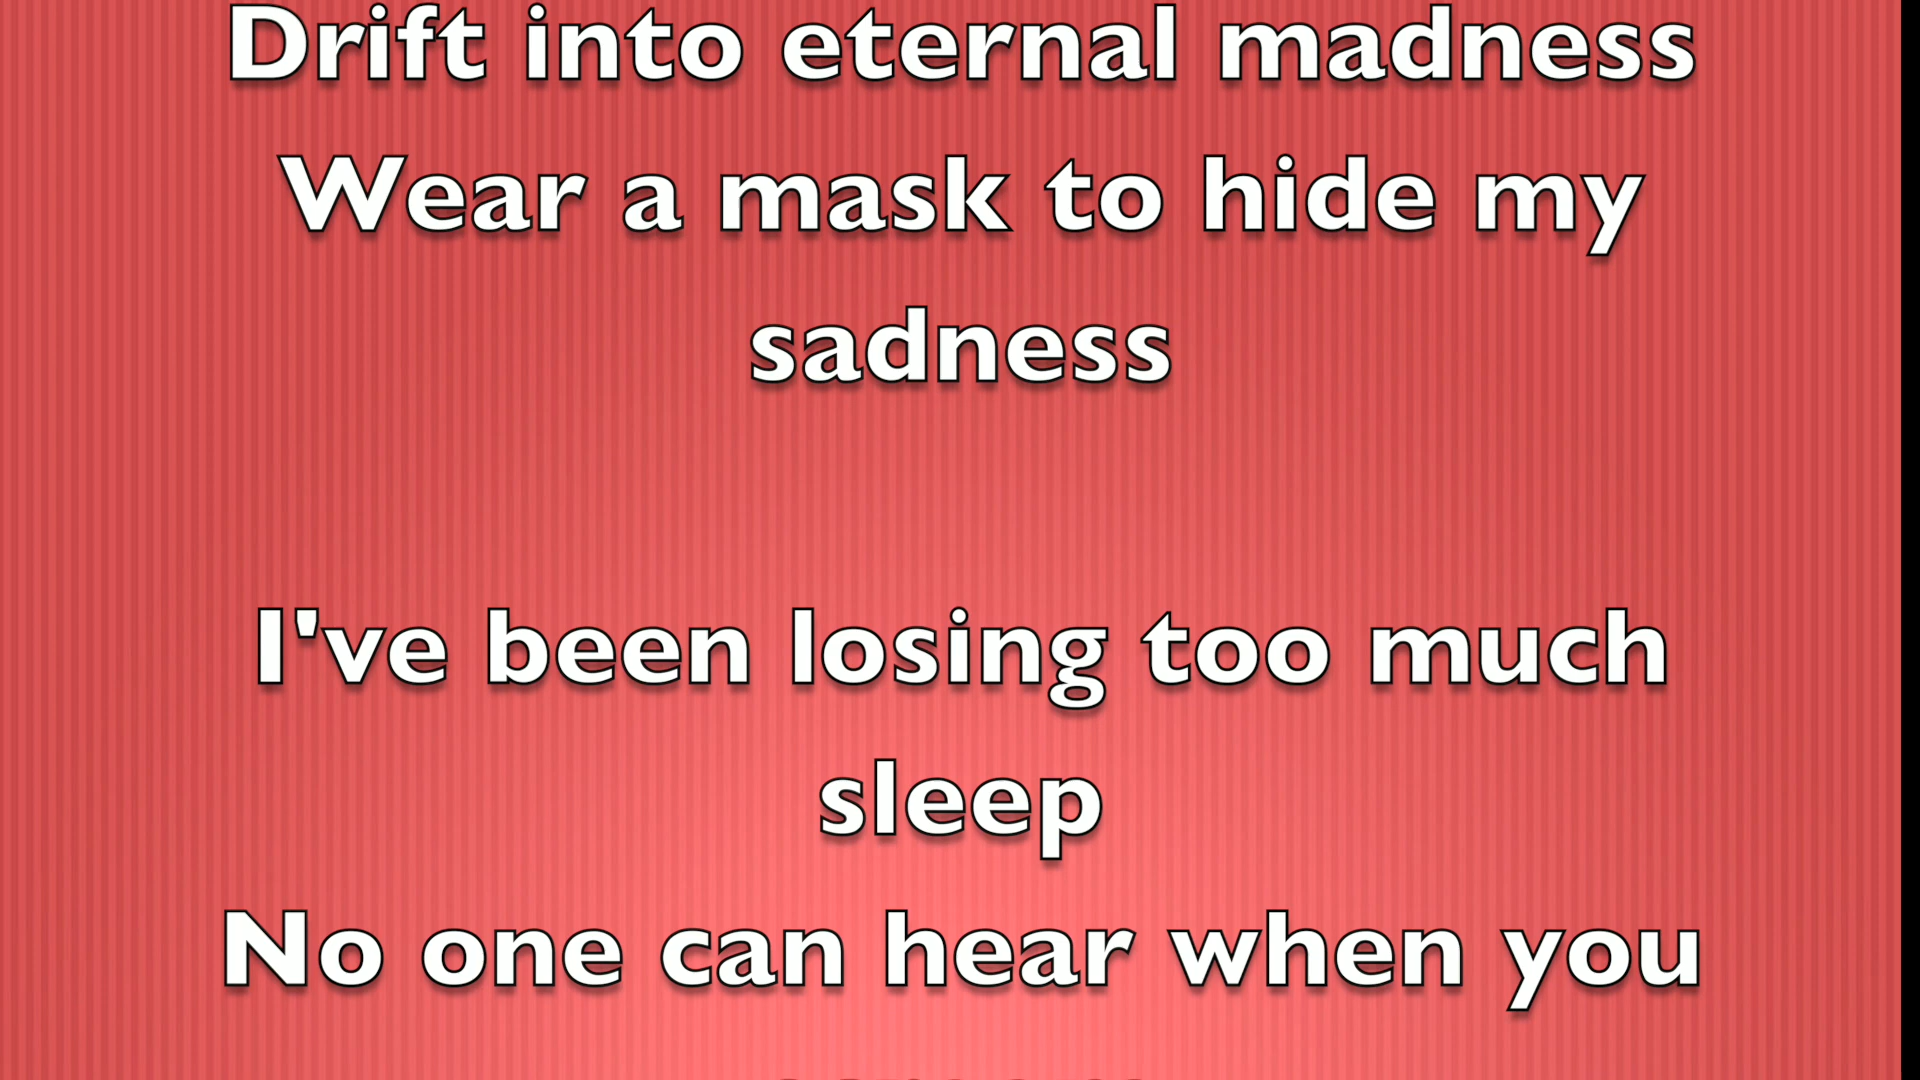 Drift into eternal madness
Wear a mask to hide my
sadness
I've been losing too much
sleep
No one can hear when you